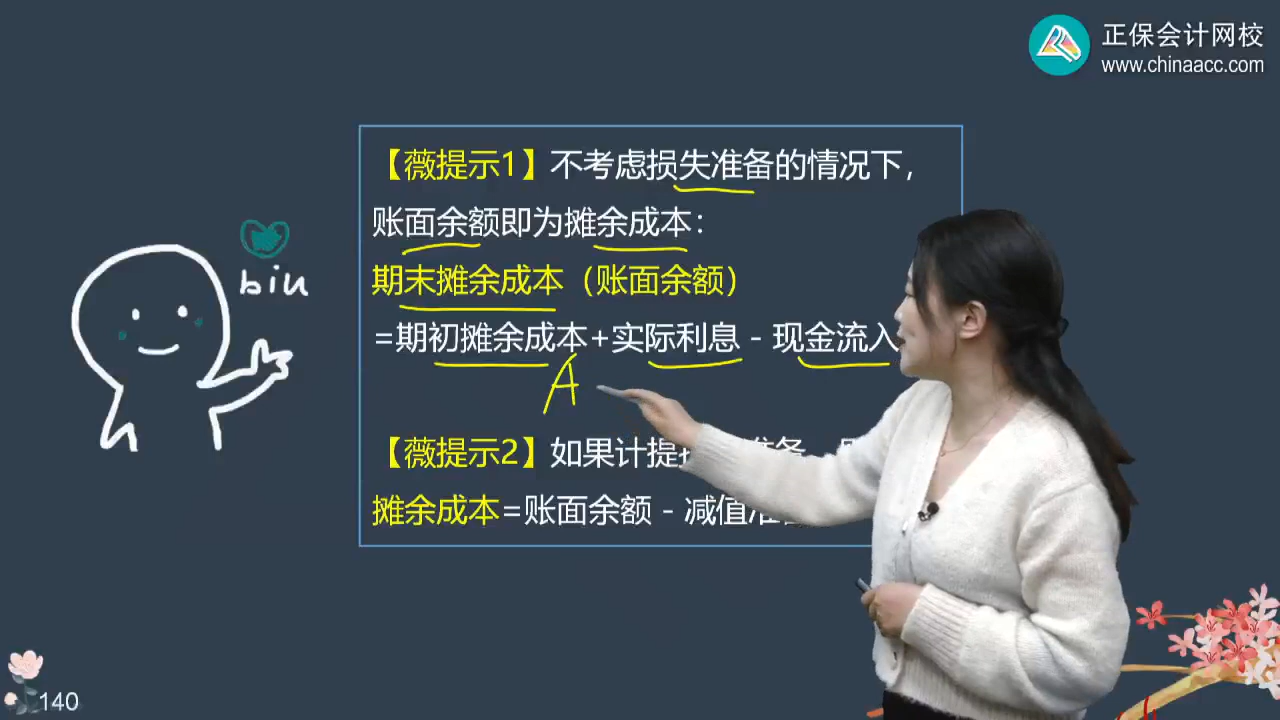 正保会计网校
www.chinaacc.com
【薇提示1】不考虑损失准备的情况下，
账面余额即为摊余成本：
期末摊余成本（账面余额）
=期初摊余成本+实际利息 - 现金流入
A
【薇提示2】如果计提
摊余成本=账面余额 - 减值准
biu
140